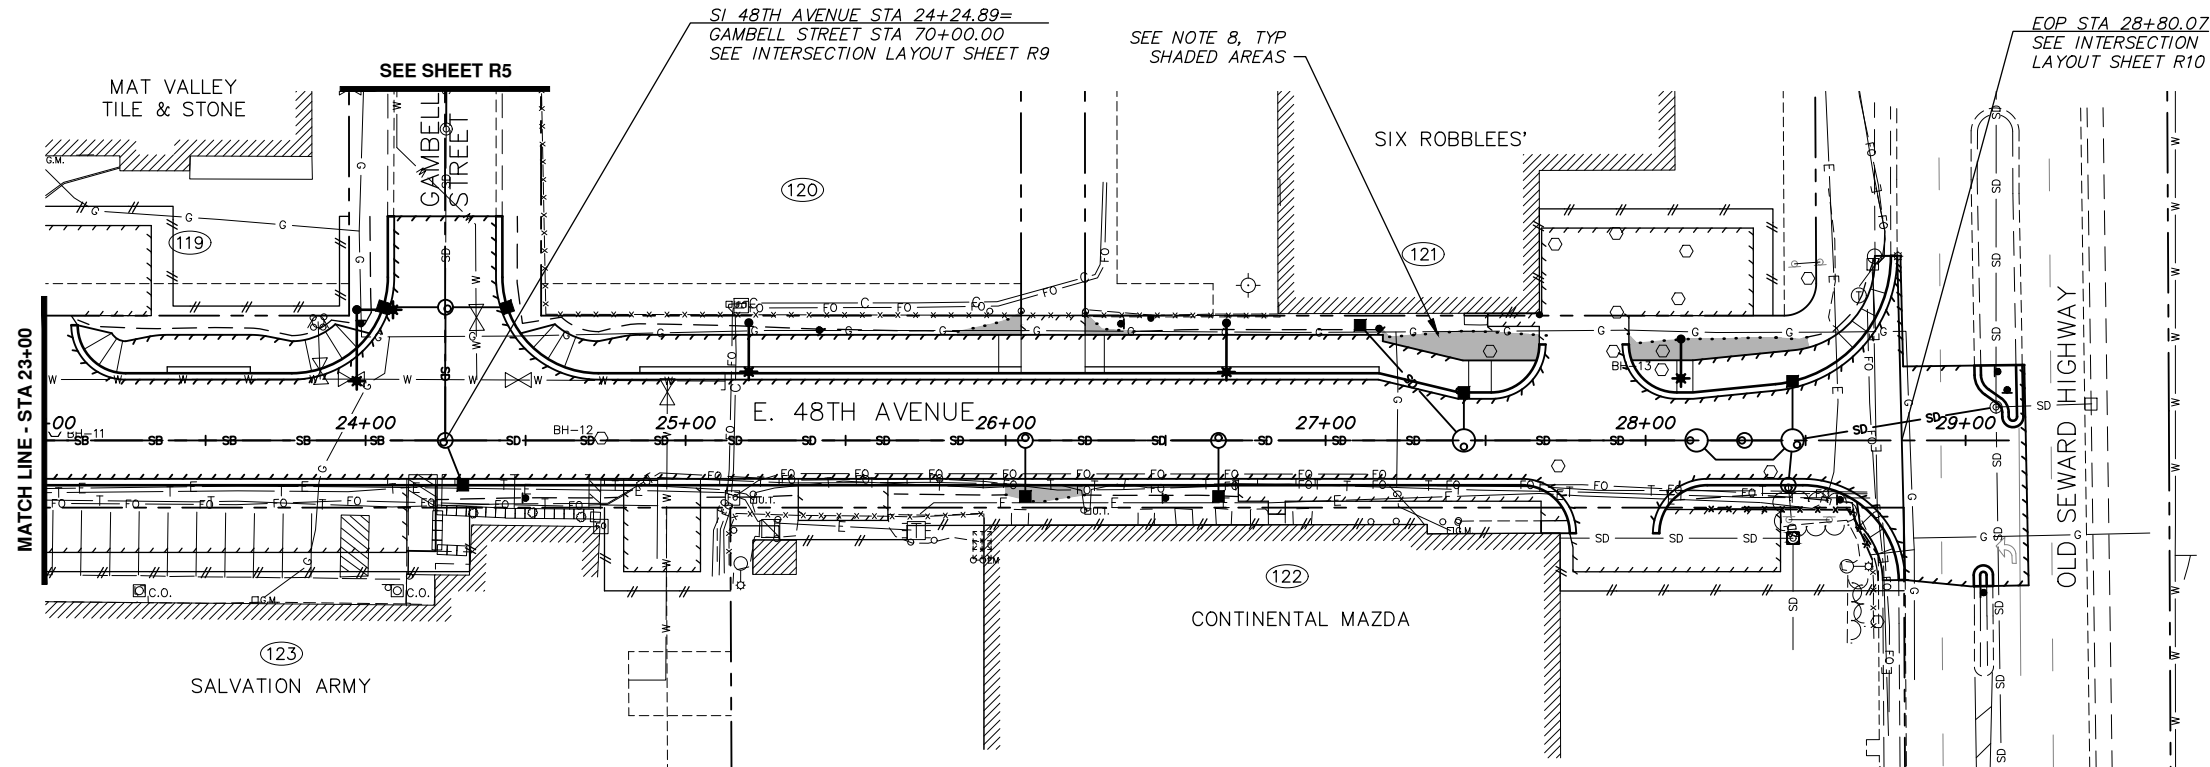 SI 48TH AVENUE STA 24+24.89=
GAMBELL STREET STA 70+00.00
SEE INTERSECTION LAYOUT SHEET R9
SEE NOTE 8, TYP
SHADED AREAS
EOP STA 28+80.07
SEE INTERSECTION
LAYOUT SHEET R10
SEE SHEET R5
MAT VALLEY
TILE & STONE
GAMBELL
STREET
SIX ROBBLEES'
G.M.
119
120
121
MATCH LINE - STA 23+00
BH-13
E. 48TH AVENUE
24+00
25+00
26+00
27+00
28+00
29+00
BH-11
BH-12
OLD SEWARD HIGHWAY
C.O.
G.M.
C.O.
122
CONTINENTAL MAZDA
123
SALVATION ARMY